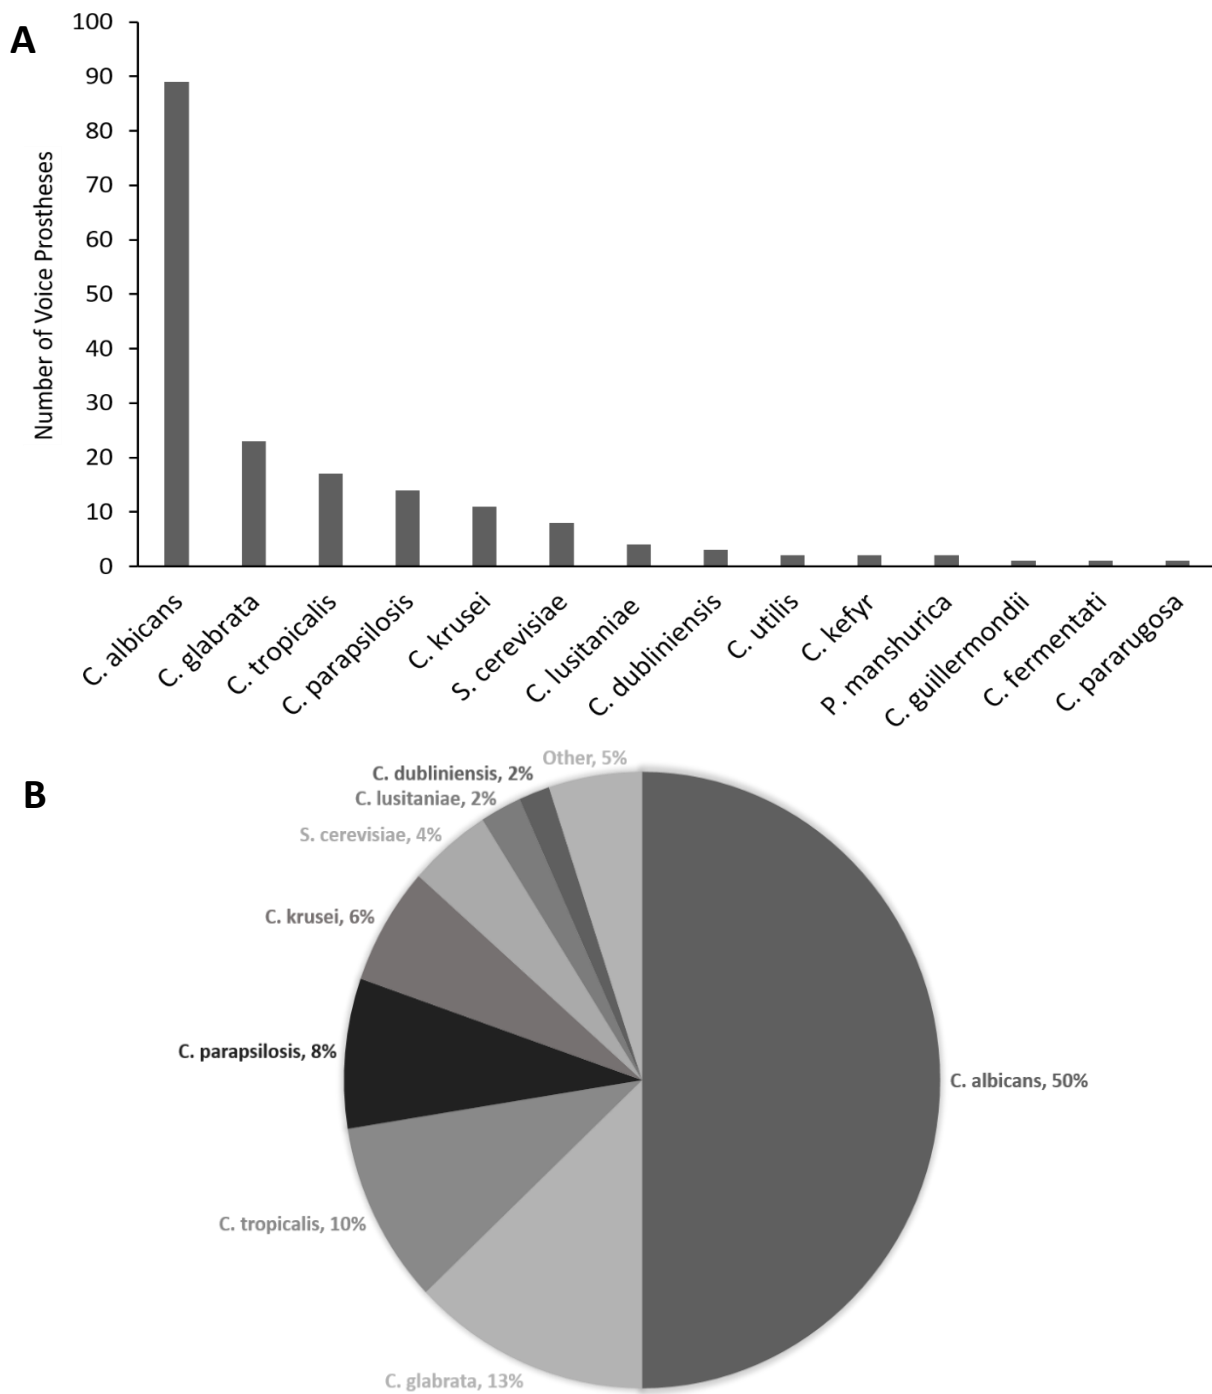 A
Number of Voice Prostheses
100
90
80
70
60
50
40
30
20
10
0
C. albicans
C. glabrata
C. tropicalis
C. parapsilosis
C. krusei
S. cerevisiae
C. lusitaniae
C. dubliniensis
C. utilis
C. kefyr
P. manshurica
C. guillermondii
C. fermentati
C. pararugosa
B
Other, 5%
C. dubliniensis, 2%
C. lusitaniae, 2%
S. cerevisiae, 4%
C. krusei, 6%
C. parapsilosis, 8%
C. albicans, 50%
C. tropicalis, 10%
C. glabrata, 13%